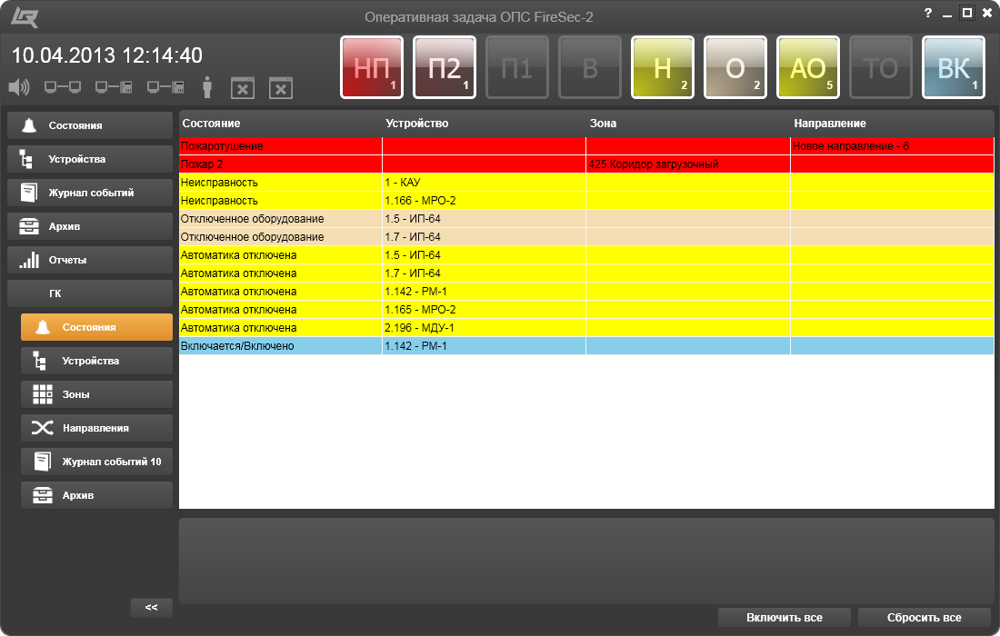 Оперативная задача ОПС FireSec-2
?
10.04.2013 12:14:40
НП 1
П2 1
П1
В
Н 2
О 2
АО 5
ТО
ВК 1
Состояния
Устройства
Журнал событий
Архив
Отчеты
ГК
Состояния
Устройства
Зоны
Направления
Журнал событий 10
Архив
<<
Состояние Устройство Зона Направление
Пожаротушение Новое направление - 6
Пожар 2 425.Коридор загрузочный
Неисправность 1 - КАУ
Неисправность 1.166 - МРО-2
Отключенное оборудование 1.5 - ИП-64
Отключенное оборудование 1.7 - ИП-64
Автоматика отключена 1.5 - ИП-64
Автоматика отключена 1.7 - ИП-64
Автоматика отключена 1.142 - РМ-1
Автоматика отключена 1.165 - МРО-2
Автоматика отключена 2.196 - МДУ-1
Включается/Включено 1.142 - РМ-1
Включить все Сбросить все